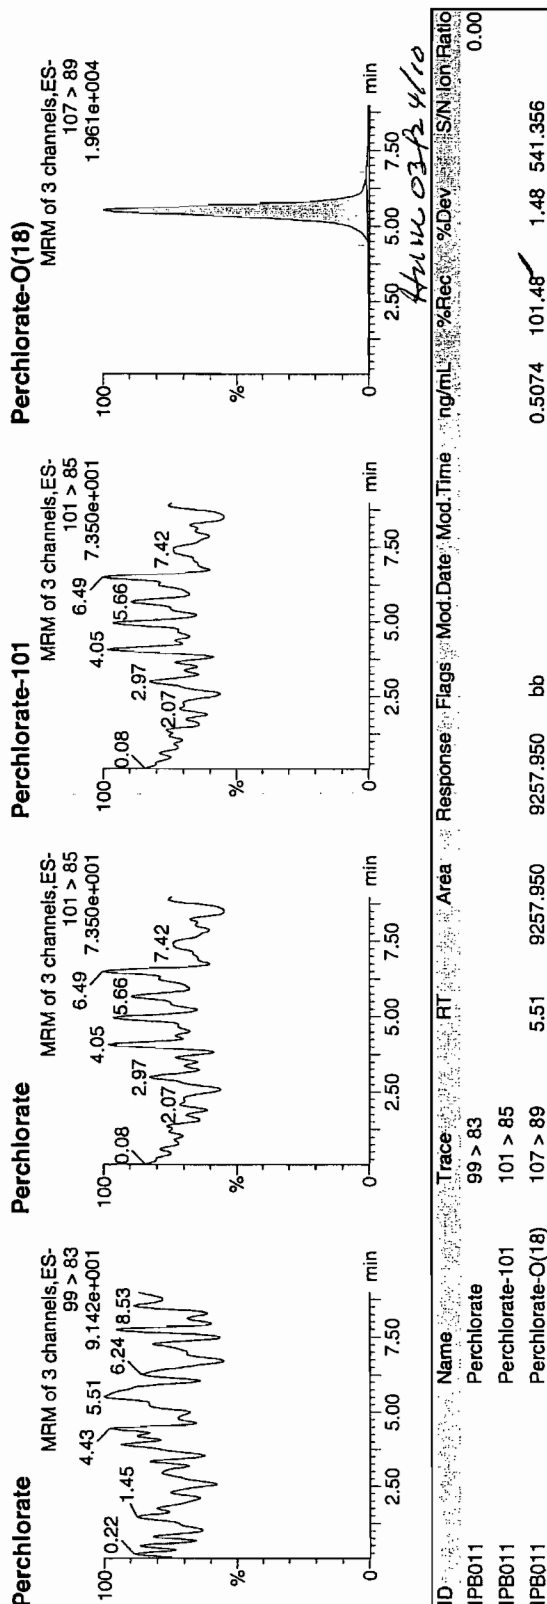 Perchlorate
MRM of 3 channels,ES-
99 > 83
9.142e+001
100
%
0
0.22
1.45
4.43
5.51
6.24
8.53
2.50
5.00
7.50
min
Perchlorate
MRM of 3 channels,ES-
101 > 85
7.350e+001
100
%
0
0.08
2.07
2.97
4.05
5.66
6.49
7.42
2.50
5.00
7.50
min
Perchlorate-101
MRM of 3 channels,ES-
101 > 85
7.350e+001
100
%
0
0.08
2.07
2.97
4.05
5.66
6.49
7.42
2.50
5.00
7.50
min
Perchlorate-O(18)
MRM of 3 channels,ES-
107 > 89
1.961e+004
100
%
0
2.50
5.00
7.50
min
ID Name Trace RT Area Response Flags Mod.Date Mod.Time ng/mL %Rec %Dev S/N Ion Ratio
IPB011 Perchlorate 99 > 83 0.00
IPB011 Perchlorate-101 101 > 85
IPB011 Perchlorate-O(18) 107 > 89 5.51 9257.950 9257.950 bb 0.5074 101.48 1.48 541.356